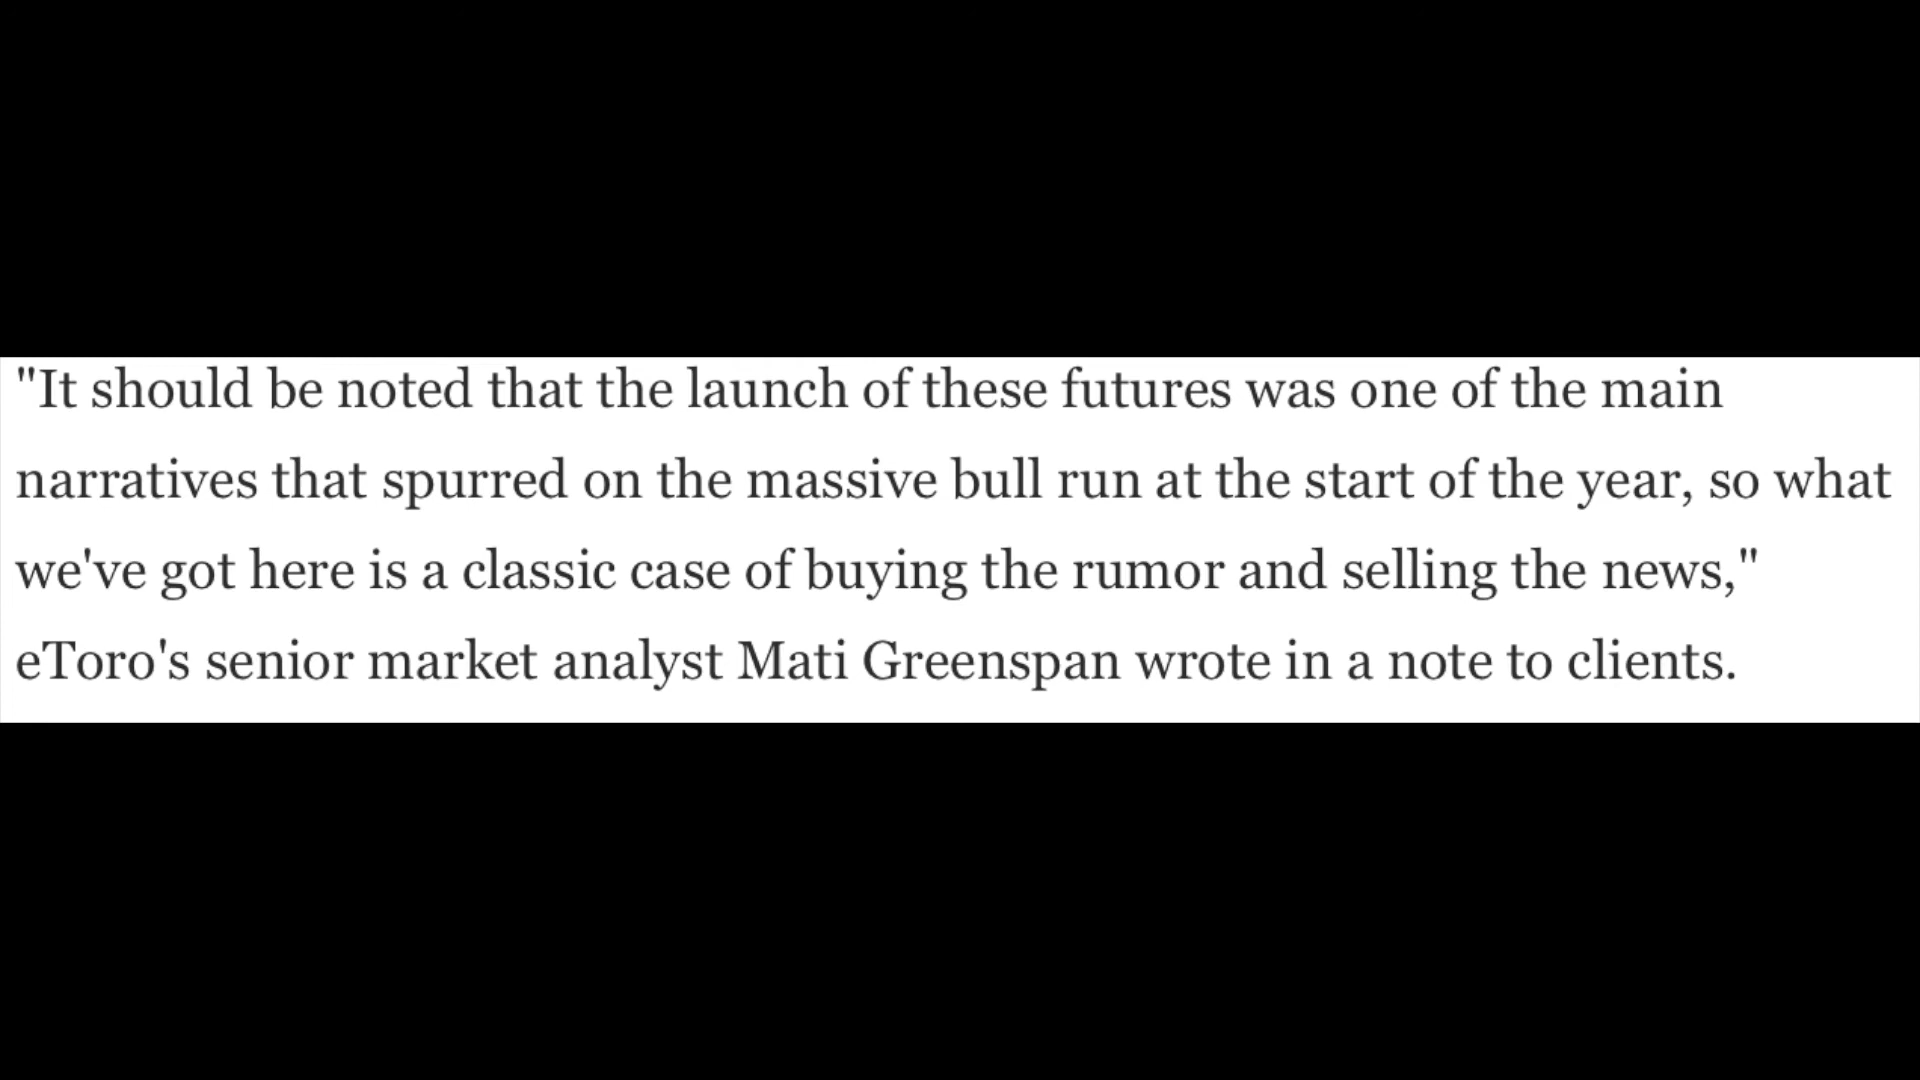 "It should be noted that the launch of these futures was one of the main
narratives that spurred on the massive bull run at the start of the year, so what
we've got here is a classic case of buying the rumor and selling the news,"
eToro's senior market analyst Mati Greenspan wrote in a note to clients.